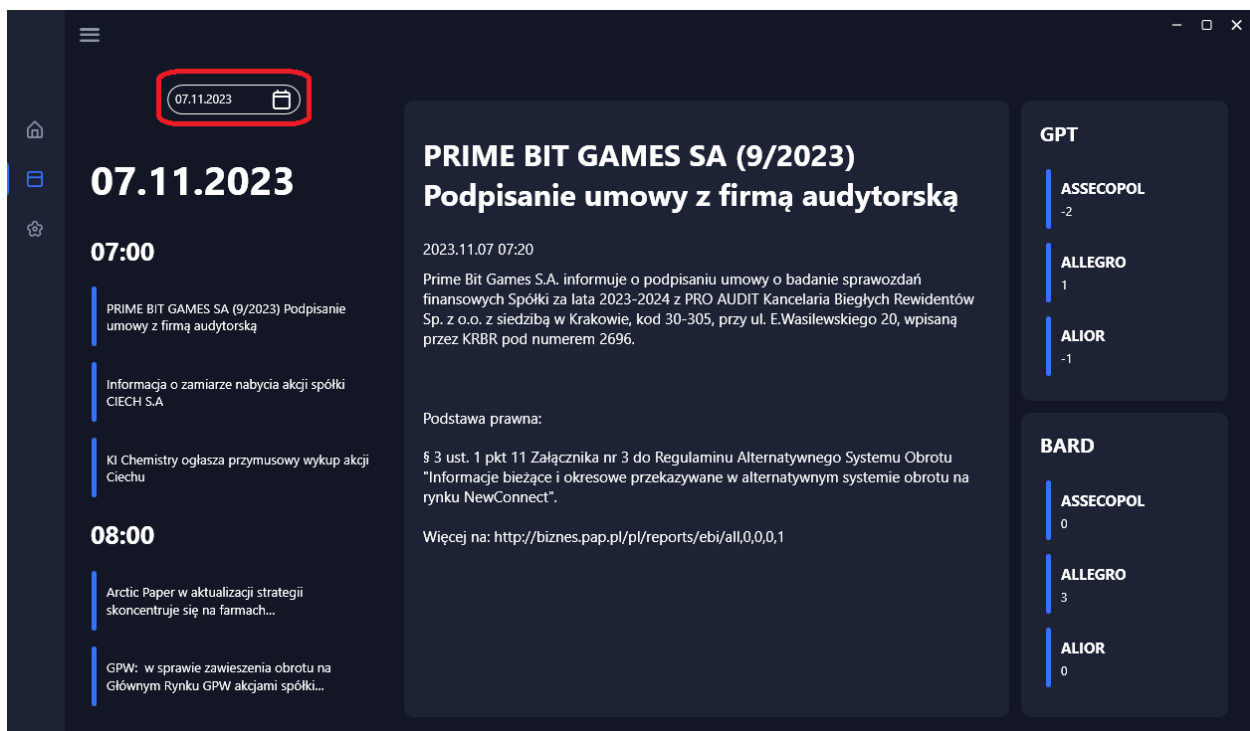 07.11.2023
07.11.2023
07:00
PRIME BIT GAMES SA (9/2023) Podpisanie
umowy z firmą audytorską
Informacja o zamiarze nabycia akcji spółki
CIECH S.A
KI Chemistry ogłasza przymusowy wykup akcji
Ciechu
08:00
Arctic Paper w aktualizacji strategii
skoncentruje się na farmach...
GPW:  w sprawie zawieszenia obrotu na
Głównym Rynku GPW akcjami spółki...
PRIME BIT GAMES SA (9/2023)
Podpisanie umowy z firmą audytorską
2023.11.07 07:20
Prime Bit Games S.A. informuje o podpisaniu umowy o badanie sprawozdań
finansowych Spółki za lata 2023-2024 z PRO AUDIT Kancelaria Biegłych Rewidentów
Sp. z o.o. z siedzibą w Krakowie, kod 30-305, przy ul. E.Wasilewskiego 20, wpisaną
przez KRBR pod numerem 2696.
Podstawa prawna:
§ 3 ust. 1 pkt 11 Załącznika nr 3 do Regulaminu Alternatywnego Systemu Obrotu
"Informacje bieżące i okresowe przekazywane w alternatywnym systemie obrotu na
rynku NewConnect".
Więcej na: http://biznes.pap.pl/pl/reports/ebi/all,0,0,0,1
GPT
ASSECOPOL
-2
ALLEGRO
1
ALIOR
-1
BARD
ASSECOPOL
0
ALLEGRO
3
ALIOR
0